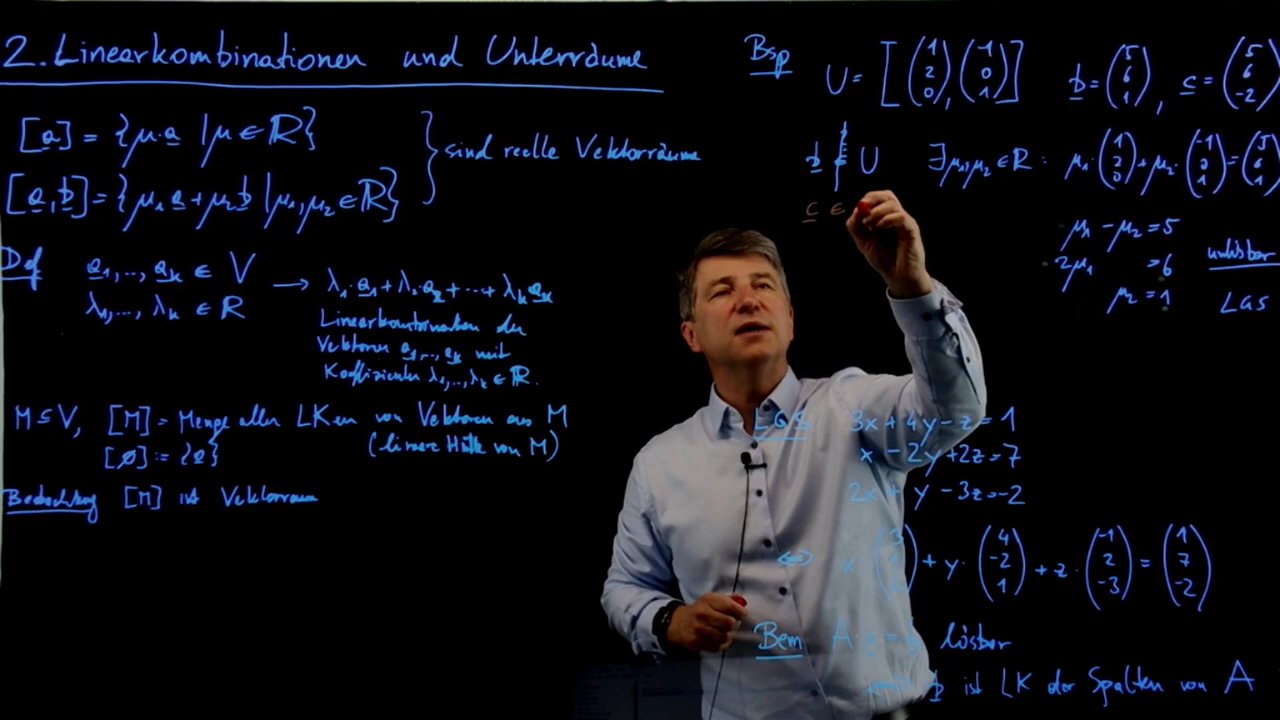 2. Linearkombinationen und Unterräume
[a] = {μ·a | μ ∈ ℝ}
[a,b] = {μ₁a + μ₂b | μ₁,μ₂ ∈ ℝ}
} sind reelle Vektorräume
Def a₁,..,aₖ ∈ V
λ₁,..,λₖ ∈ ℝ
→ λ₁·a₁ + λ₂·a₂ + ··· + λₖ aₖ
Linearkombination der
Vektoren a₁,..,aₖ mit
Koeffizienten λ₁,..,λₖ ∈ ℝ.
M ⊆ V, [M] = Menge aller LKen von Vektoren aus M
(lineare Hülle von M)
[∅] := {0}
Beobachtung [M] ist Vektorraum
Bsp U = [(1 2 0), (-1 0 1)] b = (5 6 1), c = (5 6 -2)
b ∉ U ∃μ₁,μ₂ ∈ ℝ: μ₁·(1 2 0) + μ₂·(-1 0 1) = (5 6 1)
c ∈
μ₁ - μ₂ = 5
2μ₁ = 6
μ₂ = 1
unlösbar
LGS
LGS 3x + 4y - z = 1
x - 2y + 2z = 7
2x + y - 3z = -2
⇔ x (3 + y·(4 -2 1) + z·(-1 2 -3) = (1 7 -2)
Bem A· = lösbar
b ist LK der Spalten von A